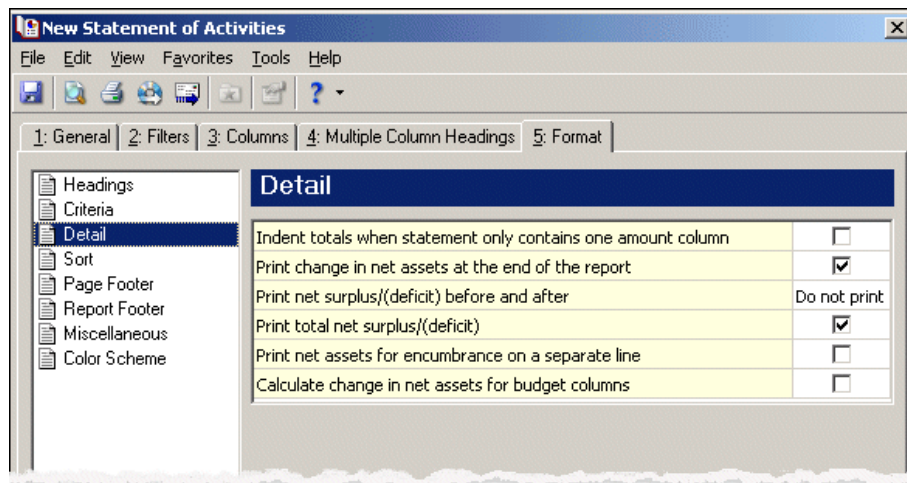 New Statement of Activities
File Edit View Favorites Tools Help
1: General 2: Filters 3: Columns 4: Multiple Column Headings 5: Format
Headings
Criteria
Detail
Sort
Page Footer
Report Footer
Miscellaneous
Color Scheme
Detail
Indent totals when statement only contains one amount column
Print change in net assets at the end of the report
Print net surplus/(deficit) before and after Do not print
Print total net surplus/(deficit)
Print net assets for encumbrance on a separate line
Calculate change in net assets for budget columns